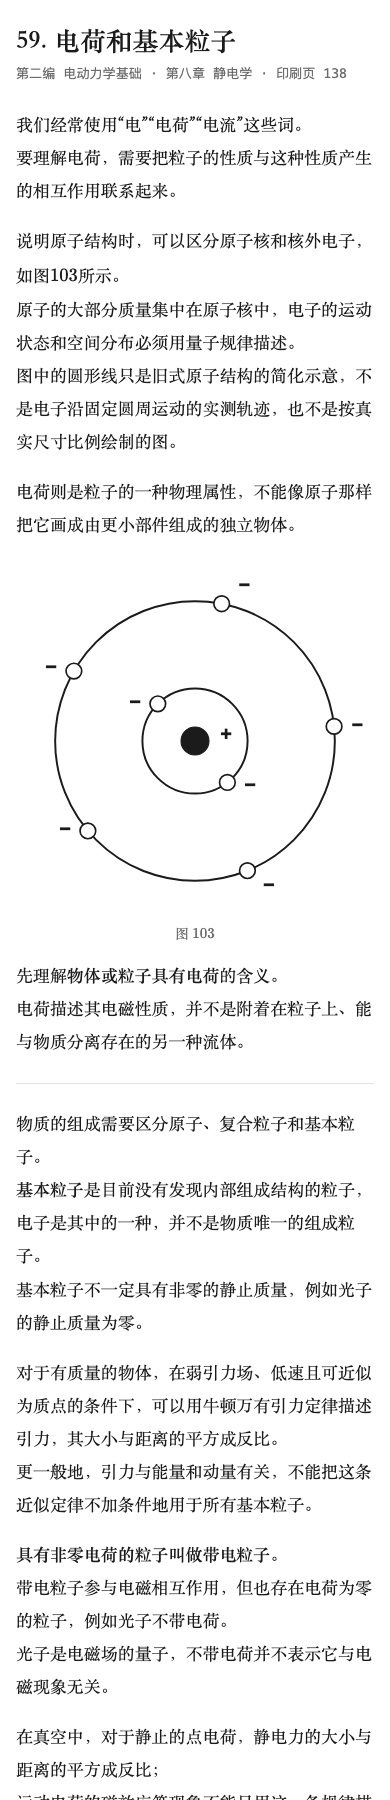 59. 电荷和基本粒子
第二编 电动力学基础 · 第八章 静电学 · 印刷页 138
我们经常使用“电”“电荷”“电流”这些词。
要理解电荷，需要把粒子的性质与这种性质产生
的相互作用联系起来。
说明原子结构时，可以区分原子核和核外电子，
如图103所示。
原子的大部分质量集中在原子核中，电子的运动
状态和空间分布必须用量子规律描述。
图中的圆形线只是旧式原子结构的简化示意，不
是电子沿固定圆周运动的实测轨迹，也不是按真
实尺寸比例绘制的图。
电荷则是粒子的一种物理属性，不能像原子那样
把它画成由更小部件组成的独立物体。
−
−
−
+
−
−
−
−
图 103
先理解物体或粒子具有电荷的含义。
电荷描述其电磁性质，并不是附着在粒子上、能
与物质分离存在的另一种流体。
物质的组成需要区分原子、复合粒子和基本粒
子。
基本粒子是目前没有发现内部组成结构的粒子，
电子是其中的一种，并不是物质唯一的组成粒
子。
基本粒子不一定具有非零的静止质量，例如光子
的静止质量为零。
对于有质量的物体，在弱引力场、低速且可近似
为质点的条件下，可以用牛顿万有引力定律描述
引力，其大小与距离的平方成反比。
更一般地，引力与能量和动量有关，不能把这条
近似定律不加条件地用于所有基本粒子。
具有非零电荷的粒子叫做带电粒子。
带电粒子参与电磁相互作用，但也存在电荷为零
的粒子，例如光子不带电荷。
光子是电磁场的量子，不带电荷并不表示它与电
磁现象无关。
在真空中，对于静止的点电荷，静电力的大小与
距离的平方成反比；